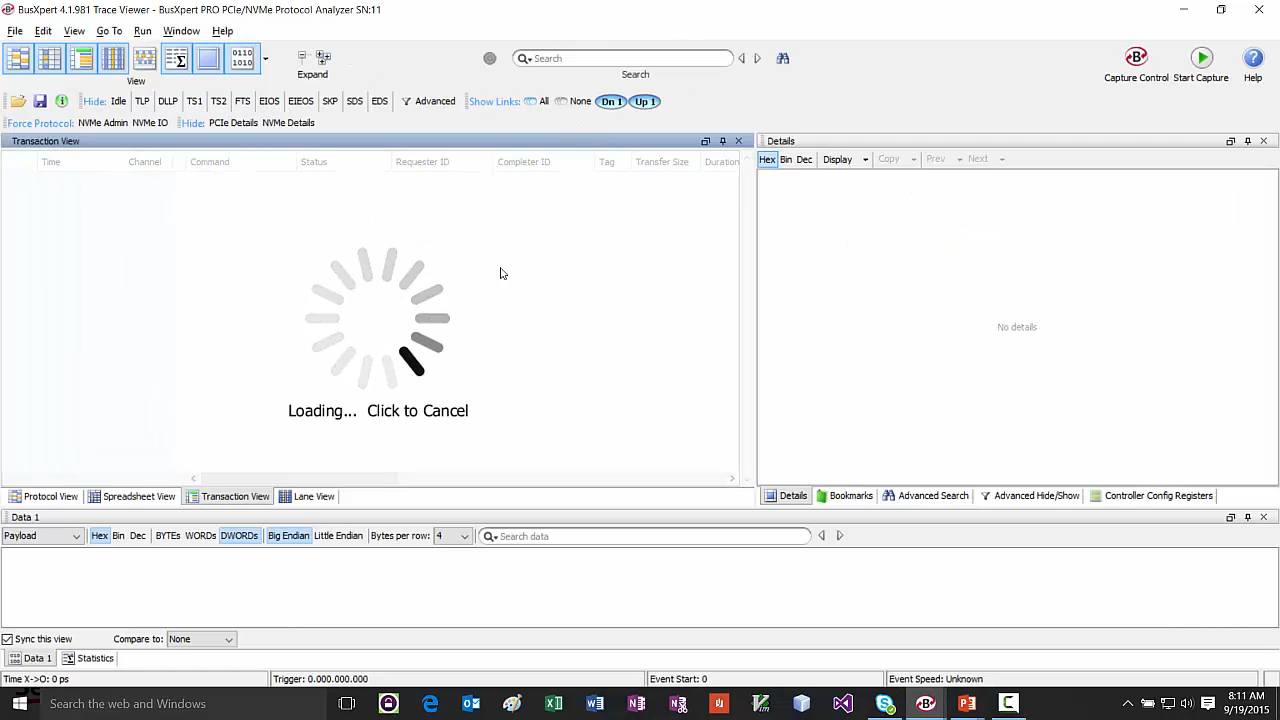 BusXpert 4.1.981 Trace Viewer - BusXpert PRO PCIe/NVMe Protocol Analyzer SN:11
File Edit View Go To Run Window Help
0110
1010
View
Expand
Search
Search
Capture Control Start Capture Help
Hide: Idle TLP DLLP TS1 TS2 FTS EIOS EIEOS SKP SDS EDS Advanced Show Links: All None Dn 1 Up 1
Force Protocol: NVMe Admin NVMe IO Hide: PCIe Details NVMe Details
Transaction View
Time Channel Command Status Requester ID Completer ID Tag Transfer Size Duration
Loading... Click to Cancel
Protocol View Spreadsheet View Transaction View Lane View
Details
Hex Bin Dec Display Copy Prev Next
No details
Details Bookmarks Advanced Search Advanced Hide/Show Controller Config Registers
Data 1
Payload Hex Bin Dec BYTEs WORDs DWORDs Big Endian Little Endian Bytes per row: 4 Search data
Sync this view Compare to: None
Data 1 Statistics
Time X->O: 0 ps Trigger: 0.000.000.000 Event Start: 0 Event Speed: Unknown
Search the web and Windows
8:11 AM
9/19/2015